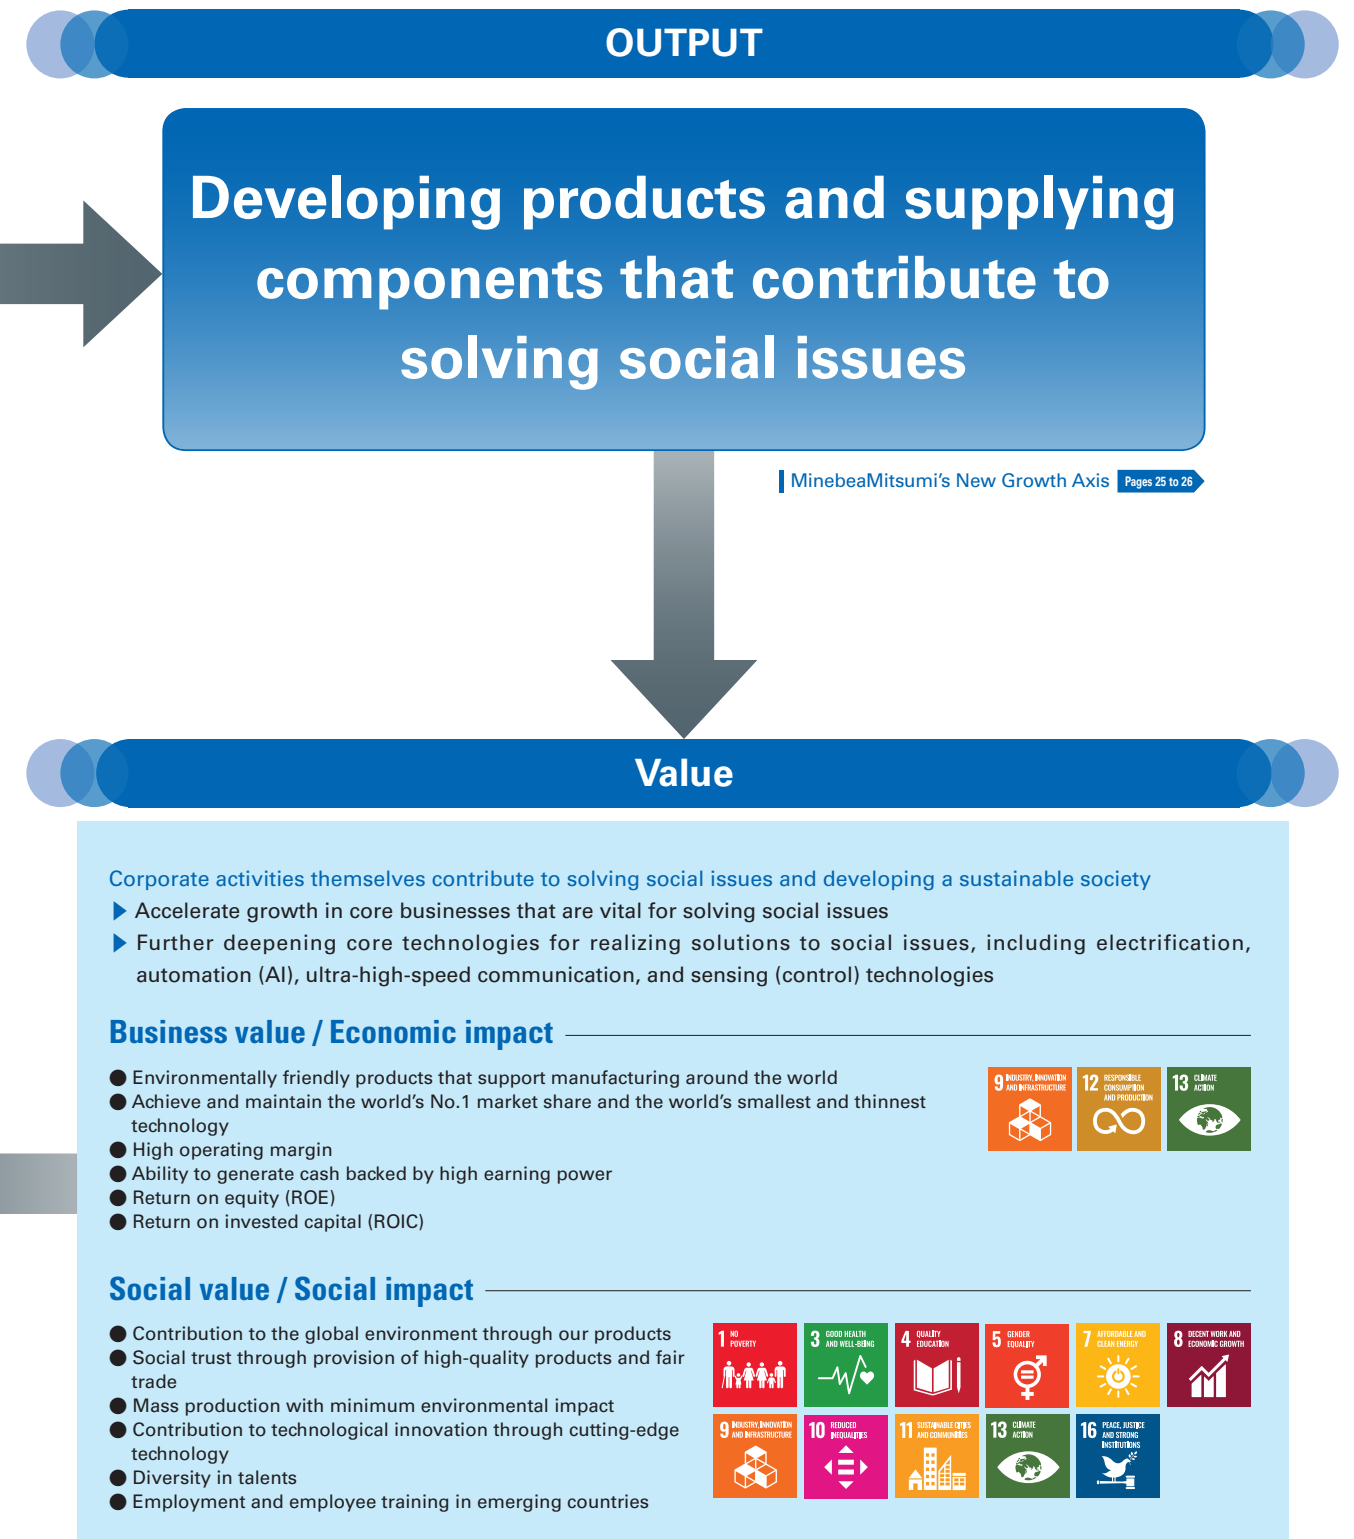 OUTPUT
Developing products and supplying
components that contribute to
solving social issues
MinebeaMitsumi's New Growth Axis Pages 25 to 26
Value
Corporate activities themselves contribute to solving social issues and developing a sustainable society
▶ Accelerate growth in core businesses that are vital for solving social issues
▶ Further deepening core technologies for realizing solutions to social issues, including electrification,
automation (AI), ultra-high-speed communication, and sensing (control) technologies
Business value / Economic impact
● Environmentally friendly products that support manufacturing around the world
● Achieve and maintain the world's No.1 market share and the world's smallest and thinnest
technology
● High operating margin
● Ability to generate cash backed by high earning power
● Return on equity (ROE)
● Return on invested capital (ROIC)
9 INDUSTRY, INNOVATION
AND INFRASTRUCTURE
12 RESPONSIBLE
CONSUMPTION
AND PRODUCTION
13 CLIMATE
ACTION
Social value / Social impact
● Contribution to the global environment through our products
● Social trust through provision of high-quality products and fair
trade
● Mass production with minimum environmental impact
● Contribution to technological innovation through cutting-edge
technology
● Diversity in talents
● Employment and employee training in emerging countries
1 NO
POVERTY
3 GOOD HEALTH
AND WELL-BEING
4 QUALITY
EDUCATION
5 GENDER
EQUALITY
7 AFFORDABLE AND
CLEAN ENERGY
8 DECENT WORK AND
ECONOMIC GROWTH
9 INDUSTRY, INNOVATION
AND INFRASTRUCTURE
10 REDUCED
INEQUALITIES
11 SUSTAINABLE CITIES
AND COMMUNITIES
13 CLIMATE
ACTION
16 PEACE, JUSTICE
AND STRONG
INSTITUTIONS